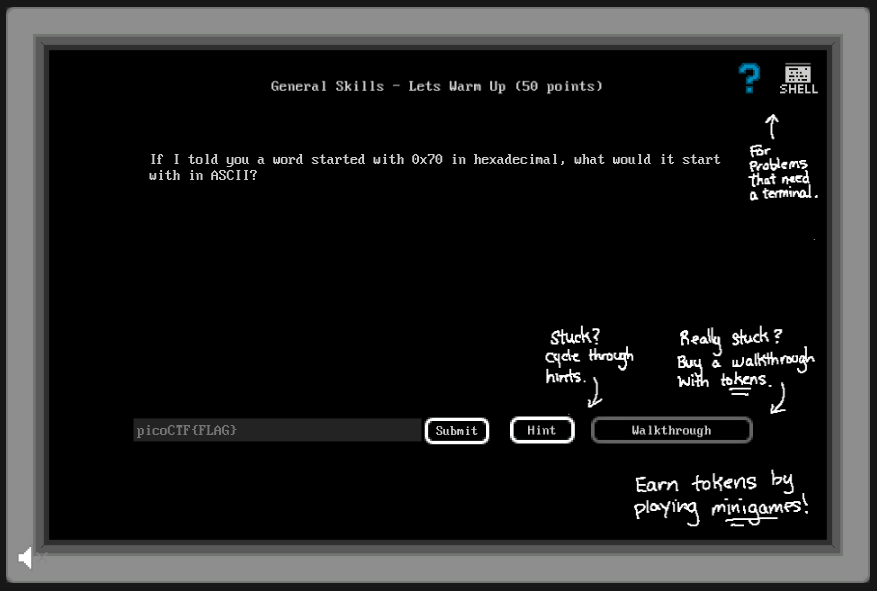 General Skills - Lets Warm Up (50 points)
SHELL
For
Problems
that need
a terminal.
If I told you a word started with 0x70 in hexadecimal, what would it start
with in ASCII?
Stuck?
Cycle through
hints.
Really stuck?
Buy a walkthrough
with tokens.
picoCTF{FLAG}
Submit
Hint
Walkthrough
Earn tokens by
playing minigames!